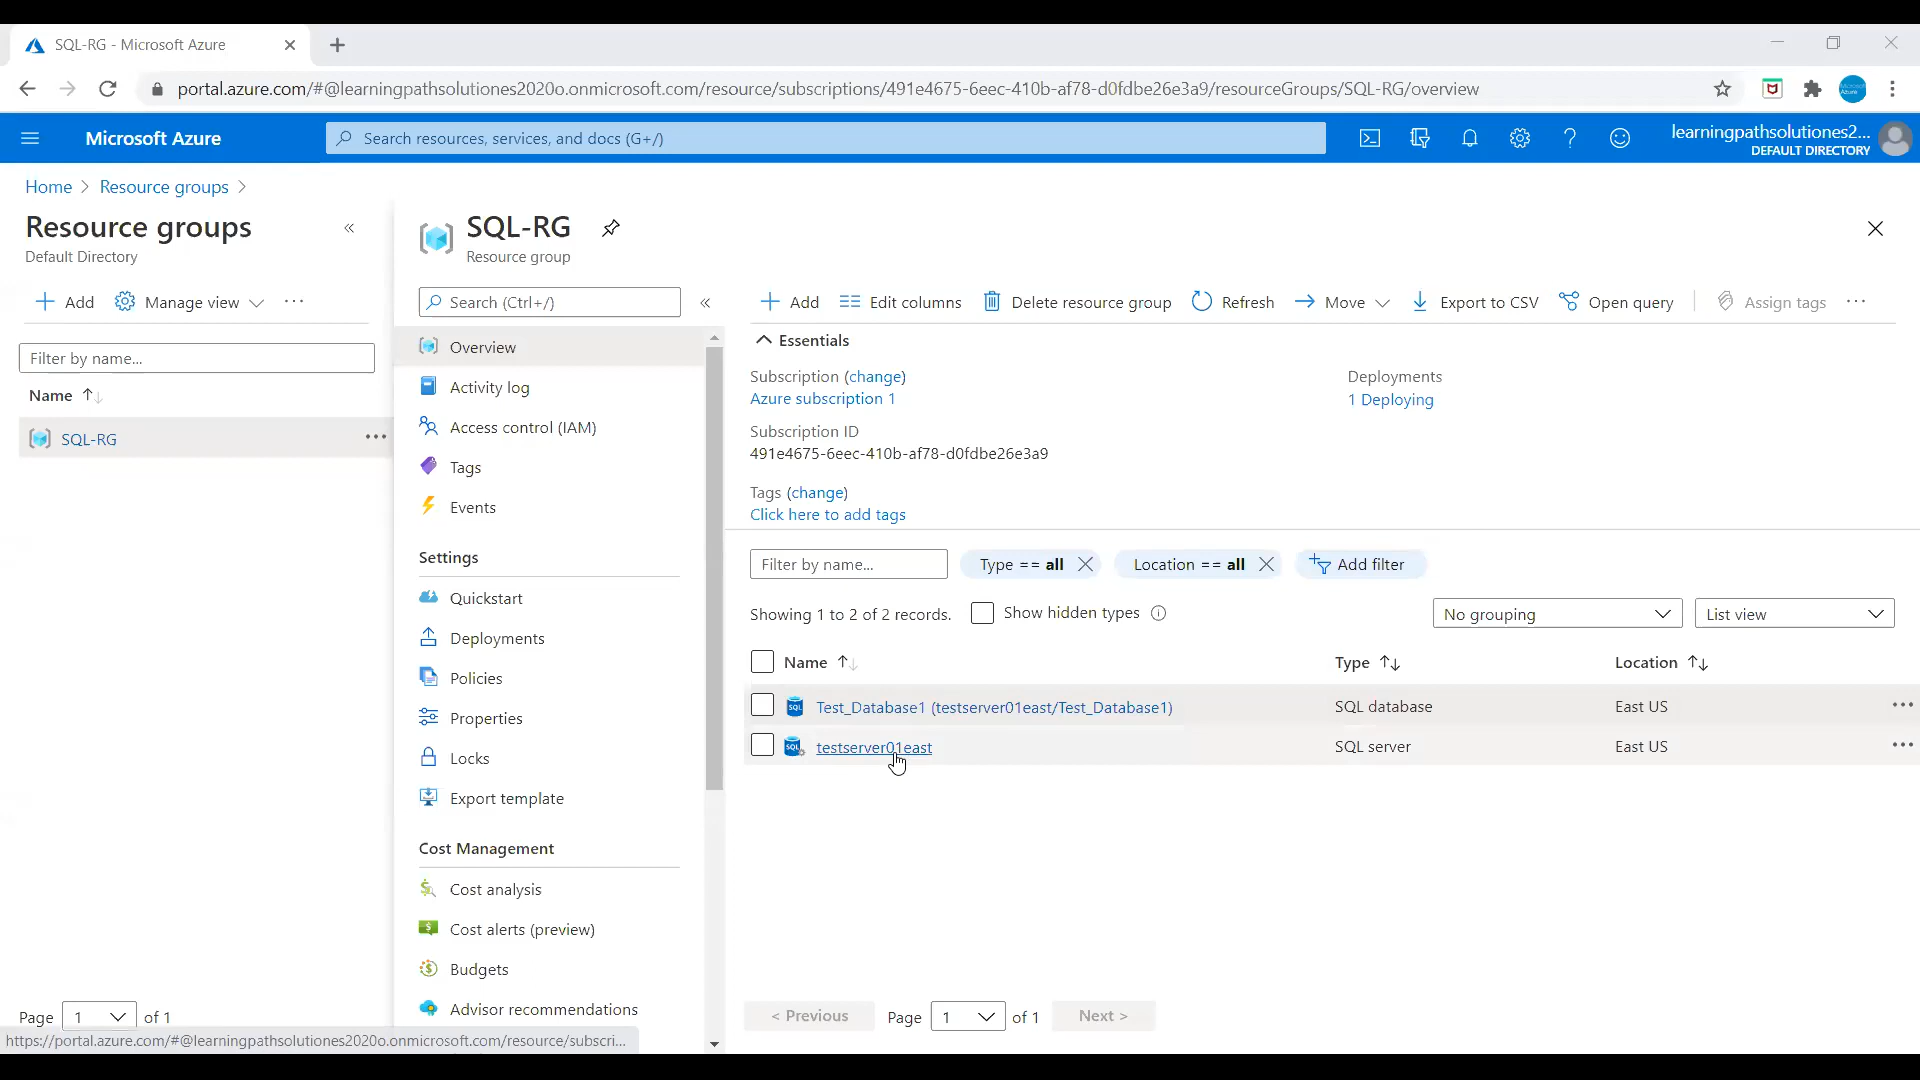 SQL-RG - Microsoft Azure
portal.azure.com/#@learningpathsolutiones2020o.onmicrosoft.com/resource/subscriptions/491e4675-6eec-410b-af78-d0fdbe26e3a9/resourceGroups/SQL-RG/overview
Microsoft Azure
Search resources, services, and docs (G+/)
learningpathsolutiones2...
DEFAULT DIRECTORY
Home > Resource groups >
Resource groups
Default Directory
Add Manage view ...
Filter by name...
Name
SQL-RG ...
Page 1 of 1
SQL-RG
Resource group
Search (Ctrl+/)
Overview
Activity log
Access control (IAM)
Tags
Events
Settings
Quickstart
Deployments
Policies
Properties
Locks
Export template
Cost Management
Cost analysis
Cost alerts (preview)
Budgets
Advisor recommendations
Add Edit columns Delete resource group Refresh Move Export to CSV Open query Assign tags ...
Essentials
Subscription (change)
Azure subscription 1
Deployments
1 Deploying
Subscription ID
491e4675-6eec-410b-af78-d0fdbe26e3a9
Tags (change)
Click here to add tags
Filter by name... Type == all Location == all Add filter
Showing 1 to 2 of 2 records. Show hidden types No grouping List view
Name Type Location
SQL Test_Database1 (testserver01east/Test_Database1) SQL database East US ...
SQL testserver01east SQL server East US ...
< Previous Page 1 of 1 Next >
https://portal.azure.com/#@learningpathsolutiones2020o.onmicrosoft.com/resource/subscri...